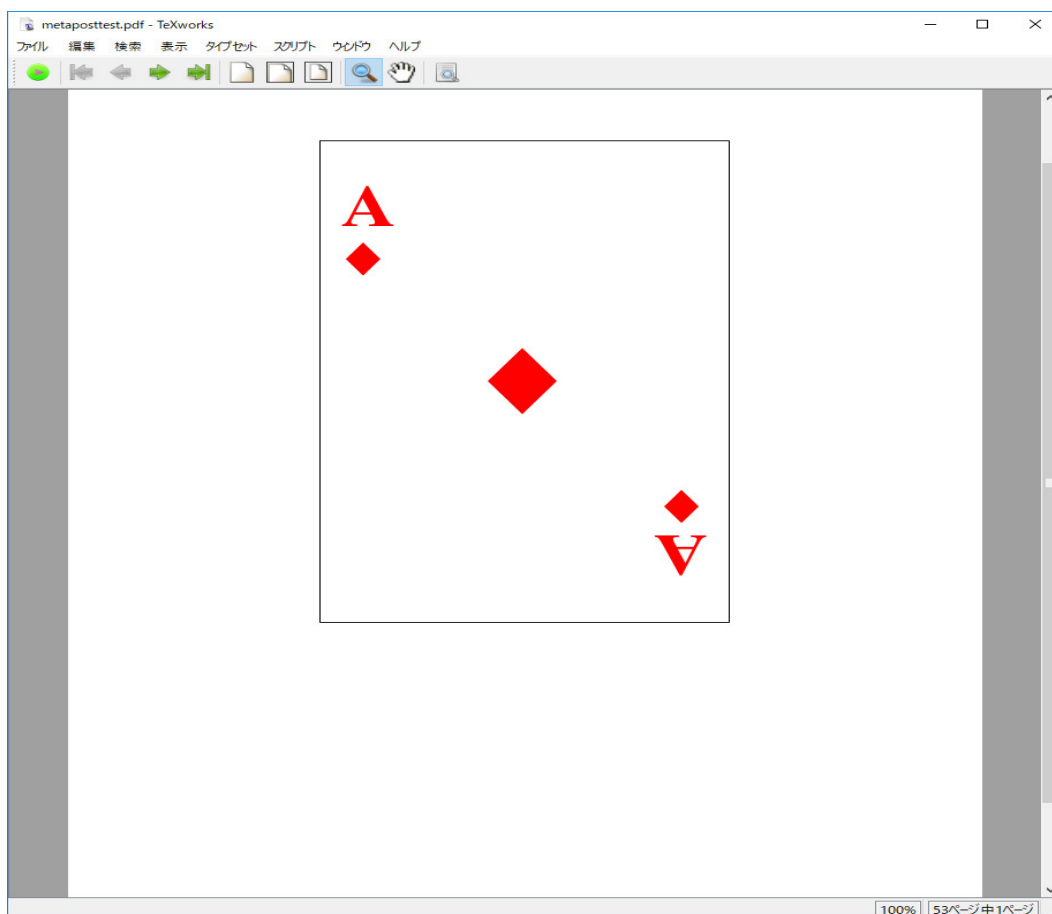 metaposttest.pdf - TeXworks
ファイル 編集 検索 表示 タイプセット スクリプト ウィンドウ ヘルプ
A
A
100% 53ページ中1ページ